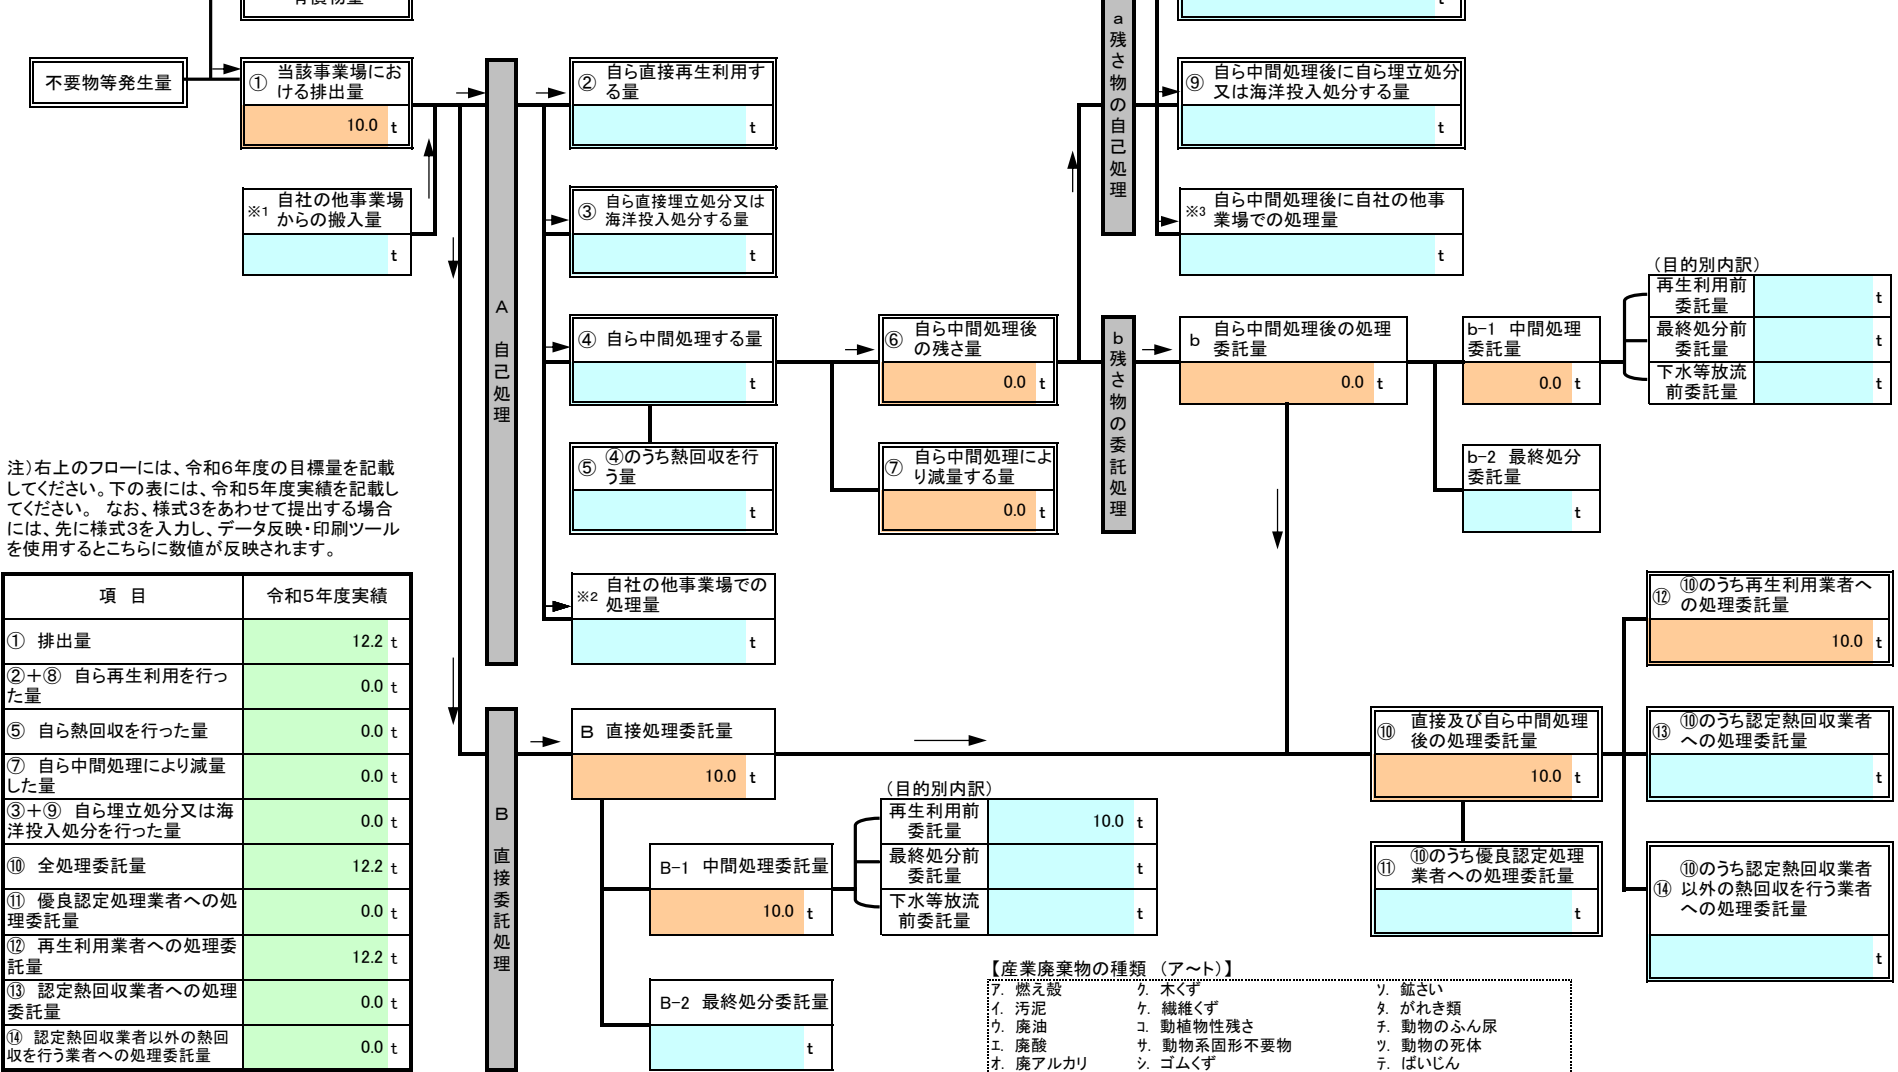 不要物等発生量
①
当該事業場にお
ける排出量
10.0 t
※1
自社の他事業場
からの搬入量
t
A
自己処理
②
自ら直接再生利用す
る量
t
③
自ら直接埋立処分又は
海洋投入処分する量
t
④ 自ら中間処理する量
t
⑤
④のうち熱回収を行
う量
t
※2
自社の他事業場での
処理量
t
⑥
自ら中間処理後
の残さ量
0.0 t
⑦
自ら中間処理によ
り減量する量
0.0 t
a
残さ物の自己処理
t
⑨
自ら中間処理後に自ら埋立処分
又は海洋投入処分する量
t
※3
自ら中間処理後に自社の他事
業場での処理量
t
b
残さ物の委託処理
b
自ら中間処理後の処理
委託量
0.0 t
b-1 中間処理
委託量
0.0 t
b-2 最終処分
委託量
t
（目的別内訳）
再生利用前
委託量
t
最終処分前
委託量
t
下水等放流
前委託量
t
注）右上のフローには、令和６年度の目標量を記載
してください。下の表には、令和５年度実績を記載し
てください。 なお、様式３をあわせて提出する場合
には、先に様式３を入力し、データ反映・印刷ツール
を使用するとこちらに数値が反映されます。
項 目 令和５年度実績
① 排出量 12.2 t
②＋⑧ 自ら再生利用を行っ
た量
0.0 t
⑤ 自ら熱回収を行った量 0.0 t
⑦ 自ら中間処理により減量
した量
0.0 t
③＋⑨ 自ら埋立処分又は海
洋投入処分を行った量
0.0 t
⑩ 全処理委託量 12.2 t
⑪ 優良認定処理業者への処
理委託量
0.0 t
⑫ 再生利用業者への処理委
託量
12.2 t
⑬ 認定熱回収業者への処理
委託量
0.0 t
⑭ 認定熱回収業者以外の熱回
収を行う業者への処理委託量
0.0 t
B
直接委託処理
B 直接処理委託量
10.0 t
B-1 中間処理委託量
10.0 t
B-2 最終処分委託量
t
（目的別内訳）
再生利用前
委託量
10.0 t
最終処分前
委託量
t
下水等放流
前委託量
t
⑩
直接及び自ら中間処理
後の処理委託量
10.0 t
⑪
⑩のうち優良認定処理
業者への処理委託量
t
⑫
⑩のうち再生利用業者へ
の処理委託量
10.0 t
⑬
⑩のうち認定熱回収業者
への処理委託量
t
⑭
⑩のうち認定熱回収業者
以外の熱回収を行う業者
への処理委託量
t
【産業廃棄物の種類 （ア～ト）】
ｱ. 燃え殻 ｸ. 木くず ｿ. 鉱さい
ｲ. 汚泥 ｹ. 繊維くず ﾀ. がれき類
ｳ. 廃油 ｺ. 動植物性残さ ﾁ. 動物のふん尿
ｴ. 廃酸 ｻ. 動物系固形不要物 ﾂ. 動物の死体
ｵ. 廃アルカリ ｼ. ゴムくず ﾃ. ばいじん